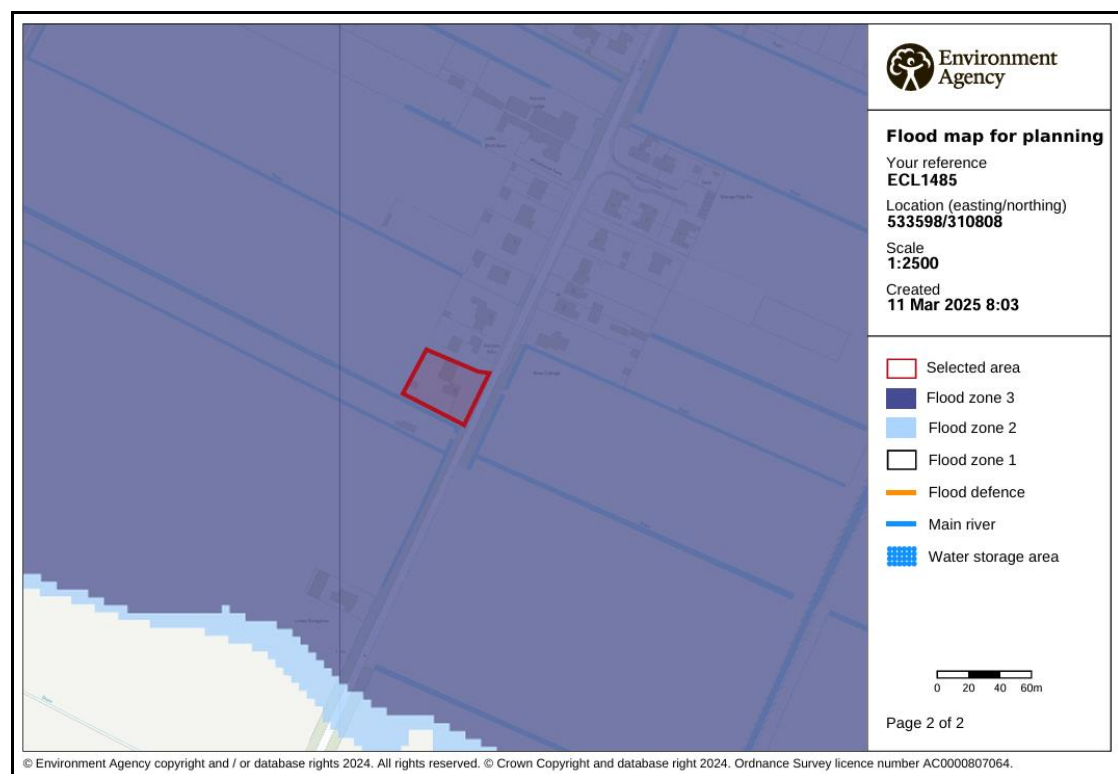 Environment
Agency
Flood map for planning
Your reference
ECL1485
Location (easting/northing)
533598/310808
Scale
1:2500
Created
11 Mar 2025 8:03
Selected area
Flood zone 3
Flood zone 2
Flood zone 1
Flood defence
Main river
Water storage area
0 20 40 60m
Page 2 of 2
© Environment Agency copyright and / or database rights 2024. All rights reserved. © Crown Copyright and database right 2024. Ordnance Survey licence number AC0000807064.